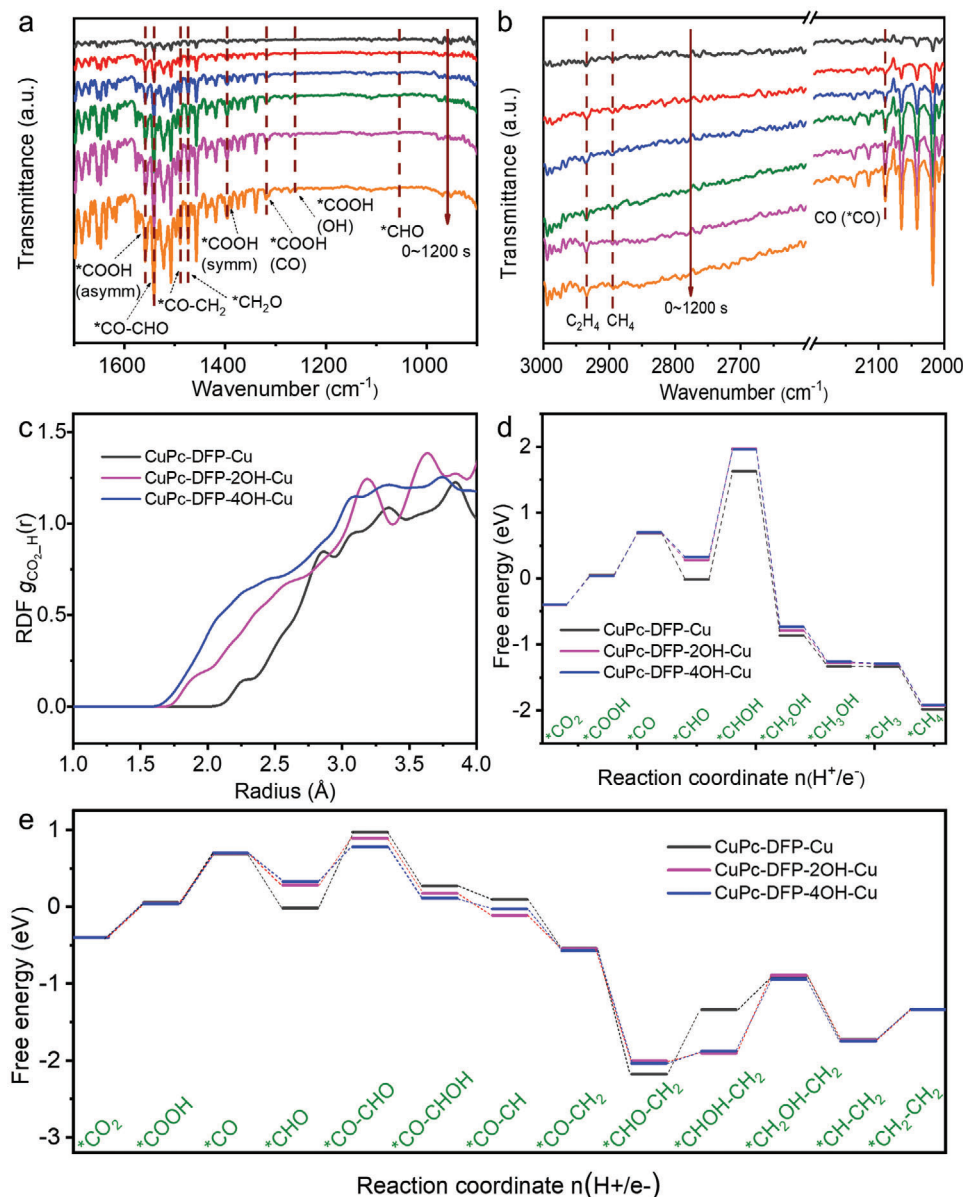 a
Transmittance (a.u.)
*COOH
(asymm)
*CO-CHO
*CO-CH₂
*CH₂O
*COOH
(symm)
*COOH
(CO)
*COOH
(OH)
*CHO
0~1200 s
1600 1400 1200 1000
Wavenumber (cm⁻¹)
b
Transmittance (a.u.)
C₂H₄
CH₄
0~1200 s
CO (*CO)
3000 2900 2800 2700 2100 2000
Wavenumber (cm⁻¹)
c
1.5
1.0
0.5
0.0
RDF gCO₂_H(r)
CuPc-DFP-Cu
CuPc-DFP-2OH-Cu
CuPc-DFP-4OH-Cu
1.0 1.5 2.0 2.5 3.0 3.5 4.0
Radius (Å)
d
2
1
0
-1
-2
Free energy (eV)
CuPc-DFP-Cu
CuPc-DFP-2OH-Cu
CuPc-DFP-4OH-Cu
*CO₂
*COOH
*CO
*CHO
*CHOH
*CH₂OH
*CH₃OH
*CH₃
*CH₄
Reaction coordinate n(H⁺/e⁻)
e
1
0
-1
-2
-3
Free energy (eV)
CuPc-DFP-Cu
CuPc-DFP-2OH-Cu
CuPc-DFP-4OH-Cu
*CO₂
*COOH
*CO
*CHO
*CO-CHO
*CO-CHOH
*CO-CH
*CO-CH₂
*CHO-CH₂
*CHOH-CH₂
*CH₂OH-CH₂
*CH-CH₂
*CH₂-CH₂
Reaction coordinate n(H+/e-)